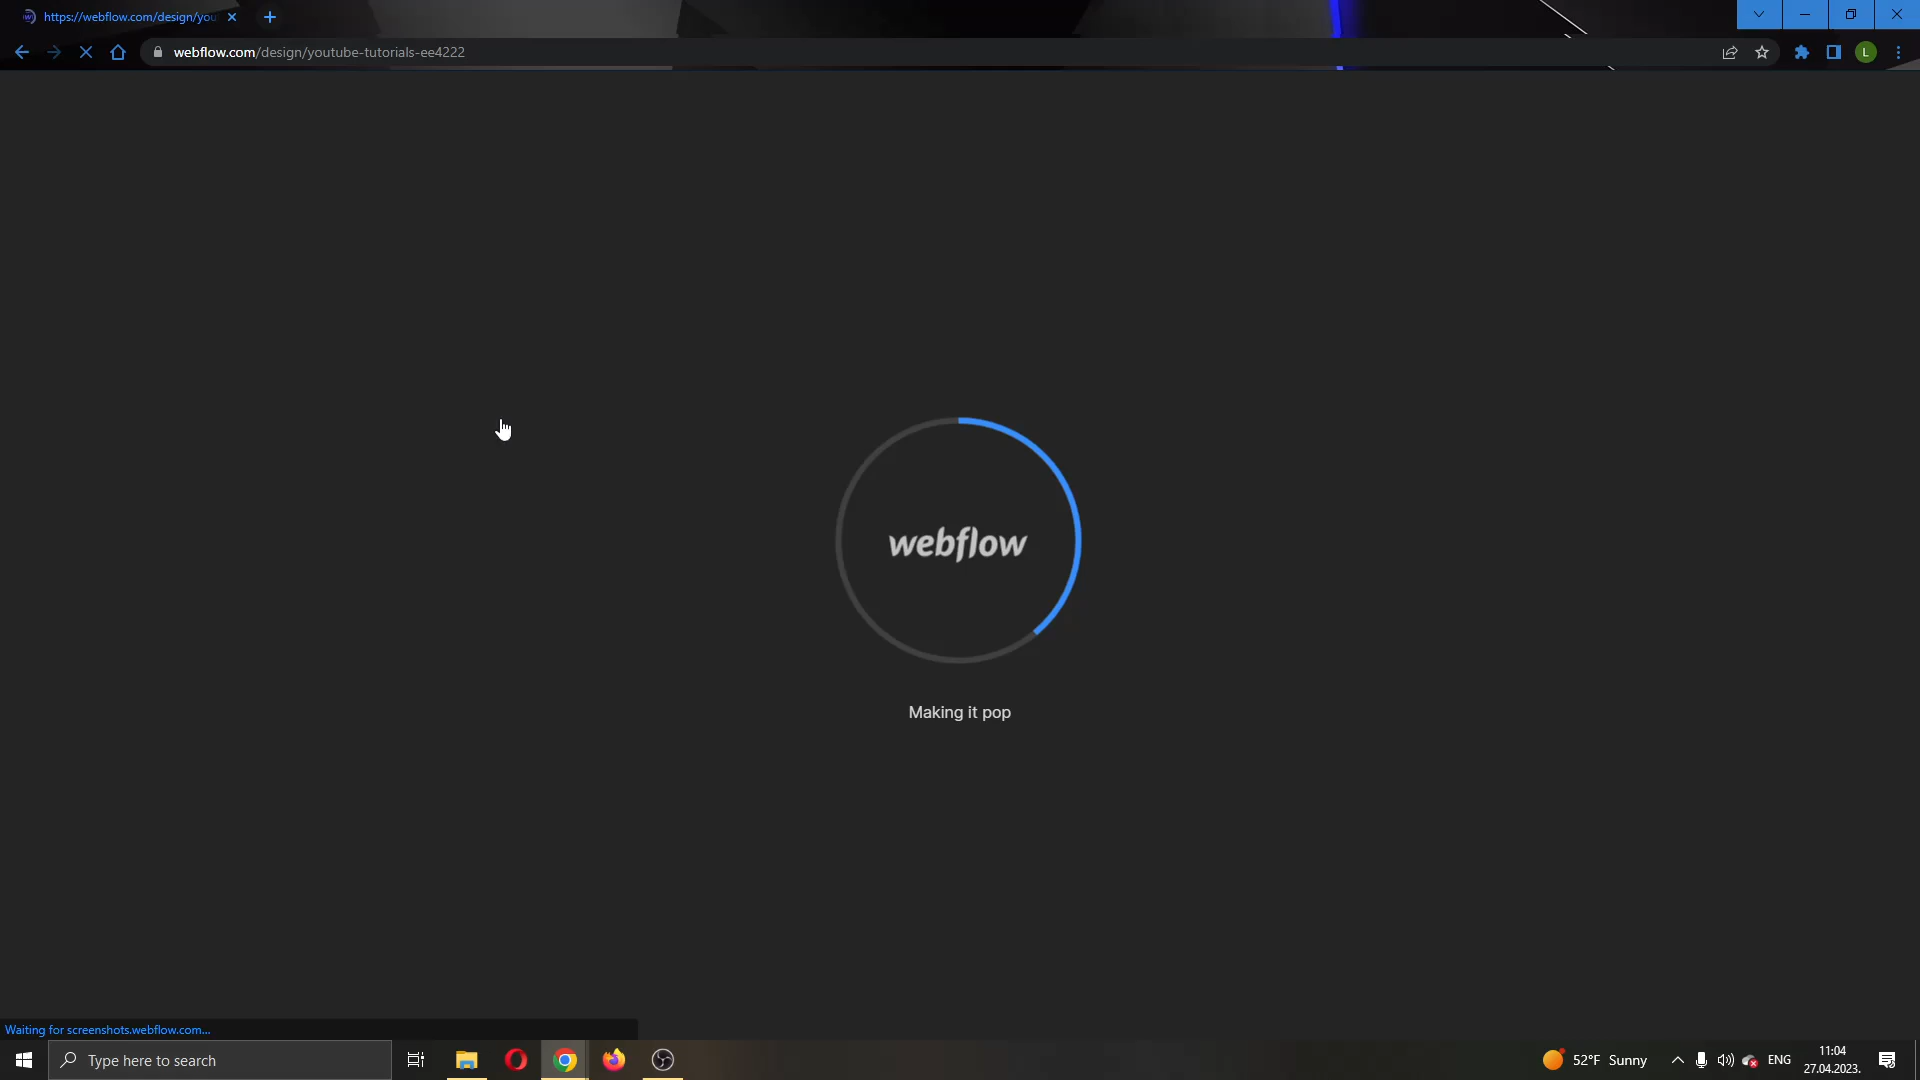 https://webflow.com/design/you
webflow.com/design/youtube-tutorials-ee4222
L
webflow
Making it pop
Waiting for screenshots.webflow.com...
Type here to search
52°F Sunny
ENG
11:04
27.04.2023.